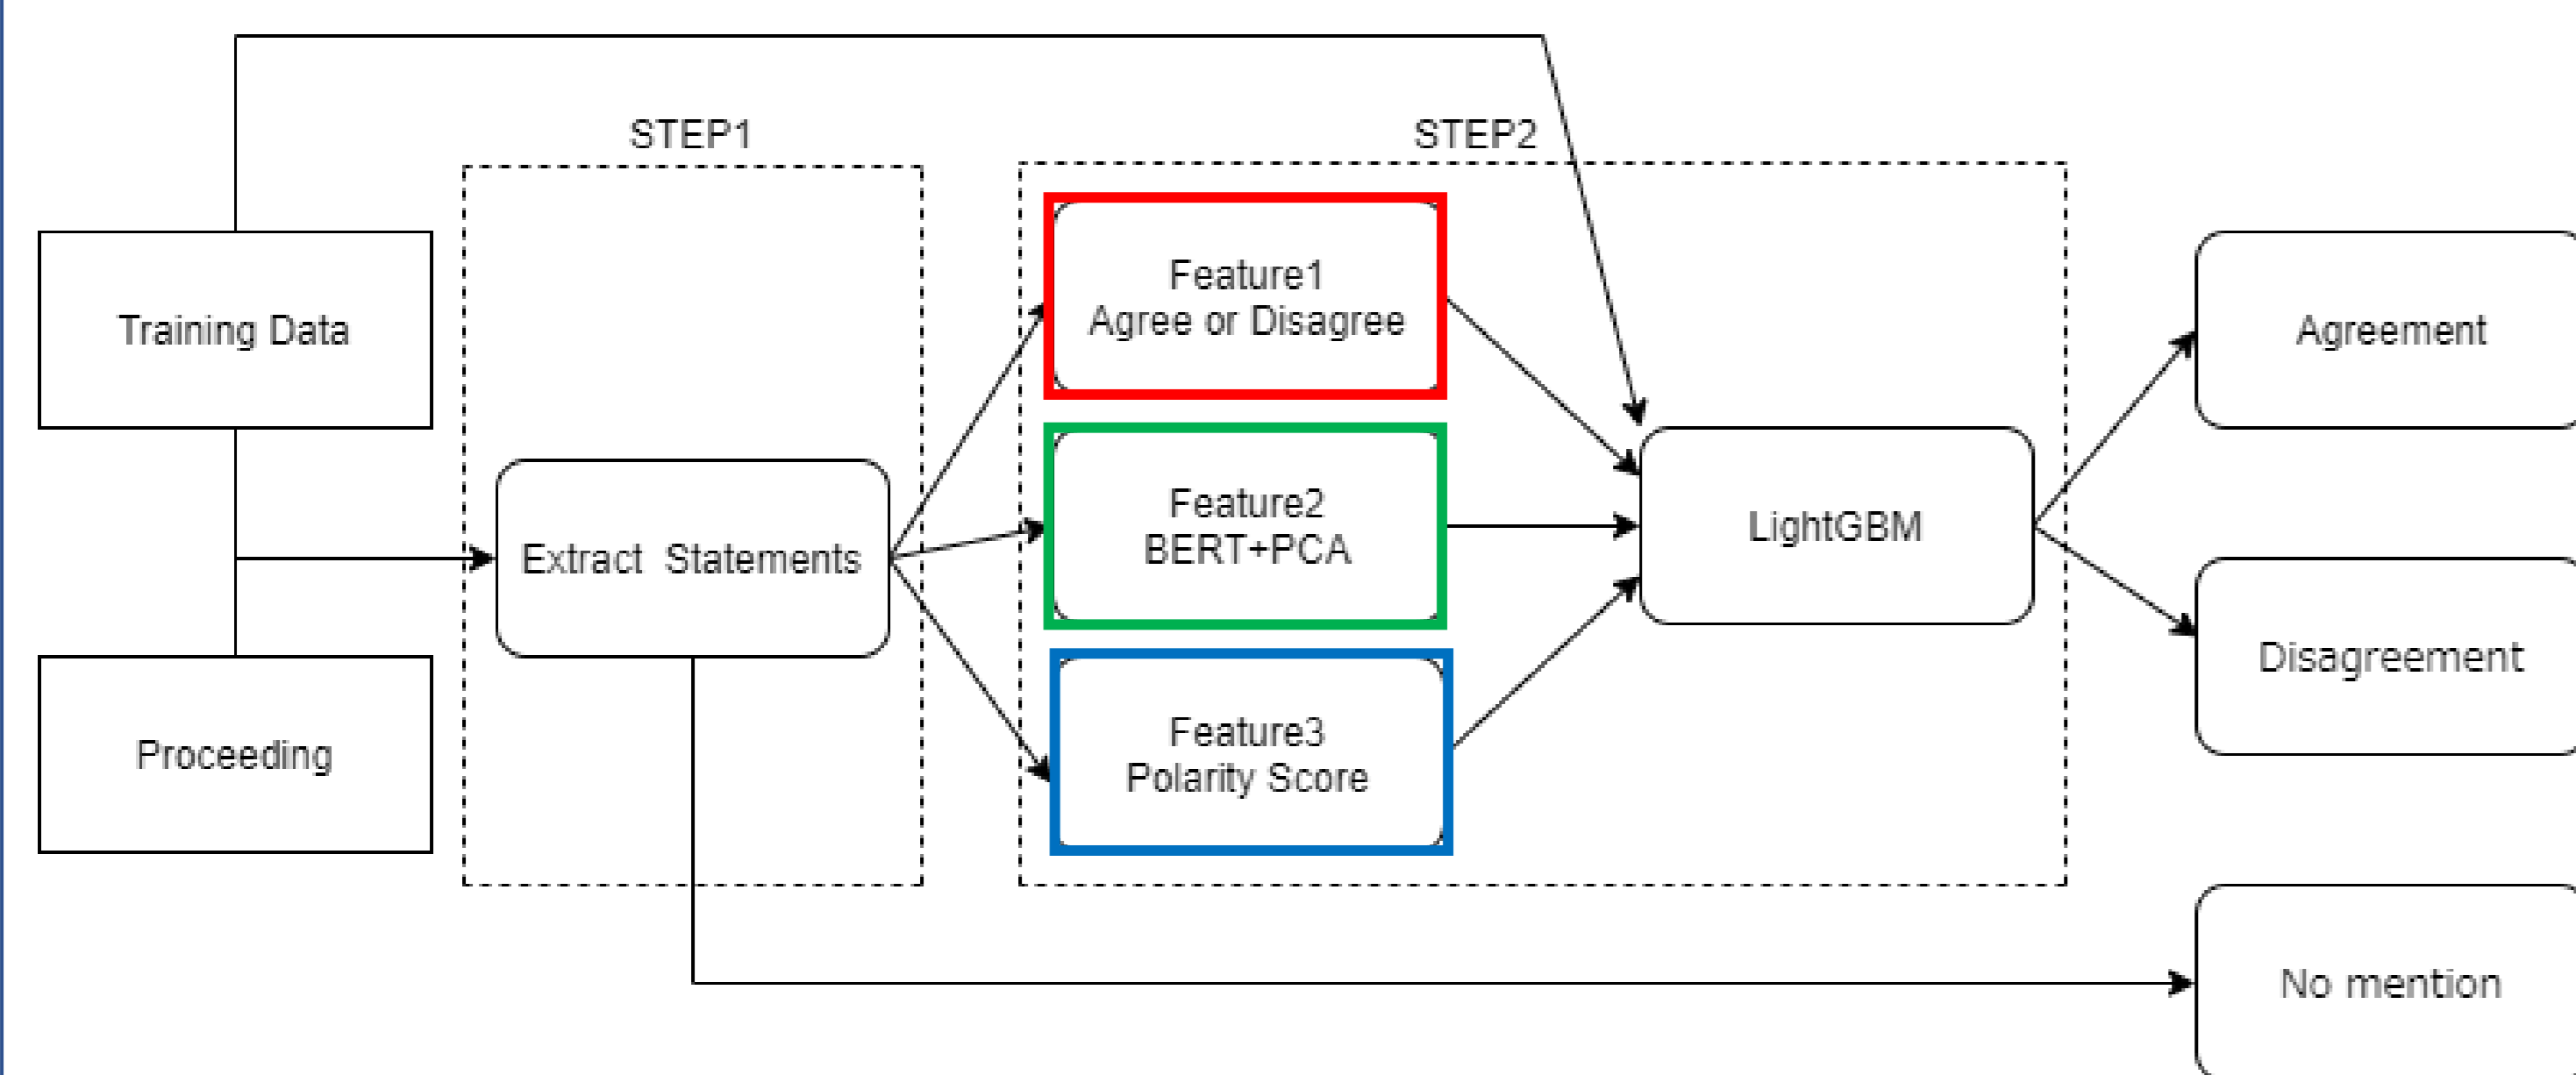 STEP1
STEP2
Training Data
Proceeding
Extract Statements
Feature1
Agree or Disagree
Feature2
BERT+PCA
Feature3
Polarity Score
LightGBM
Agreement
Disagreement
No mention